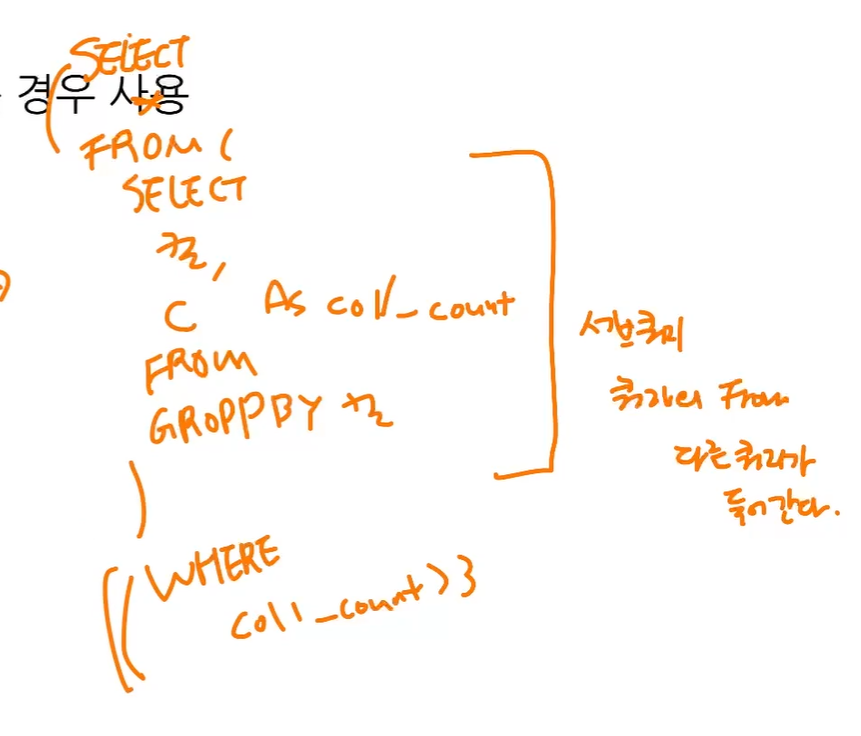 SELECT
경우 사용
*
FROM (
SELECT
컬,
C AS col1_count
FROM
GROPPBY 컬
)
WHERE
col1_count > 3
서브쿼리
쿼리의 From
다른 쿼리가
들어간다.